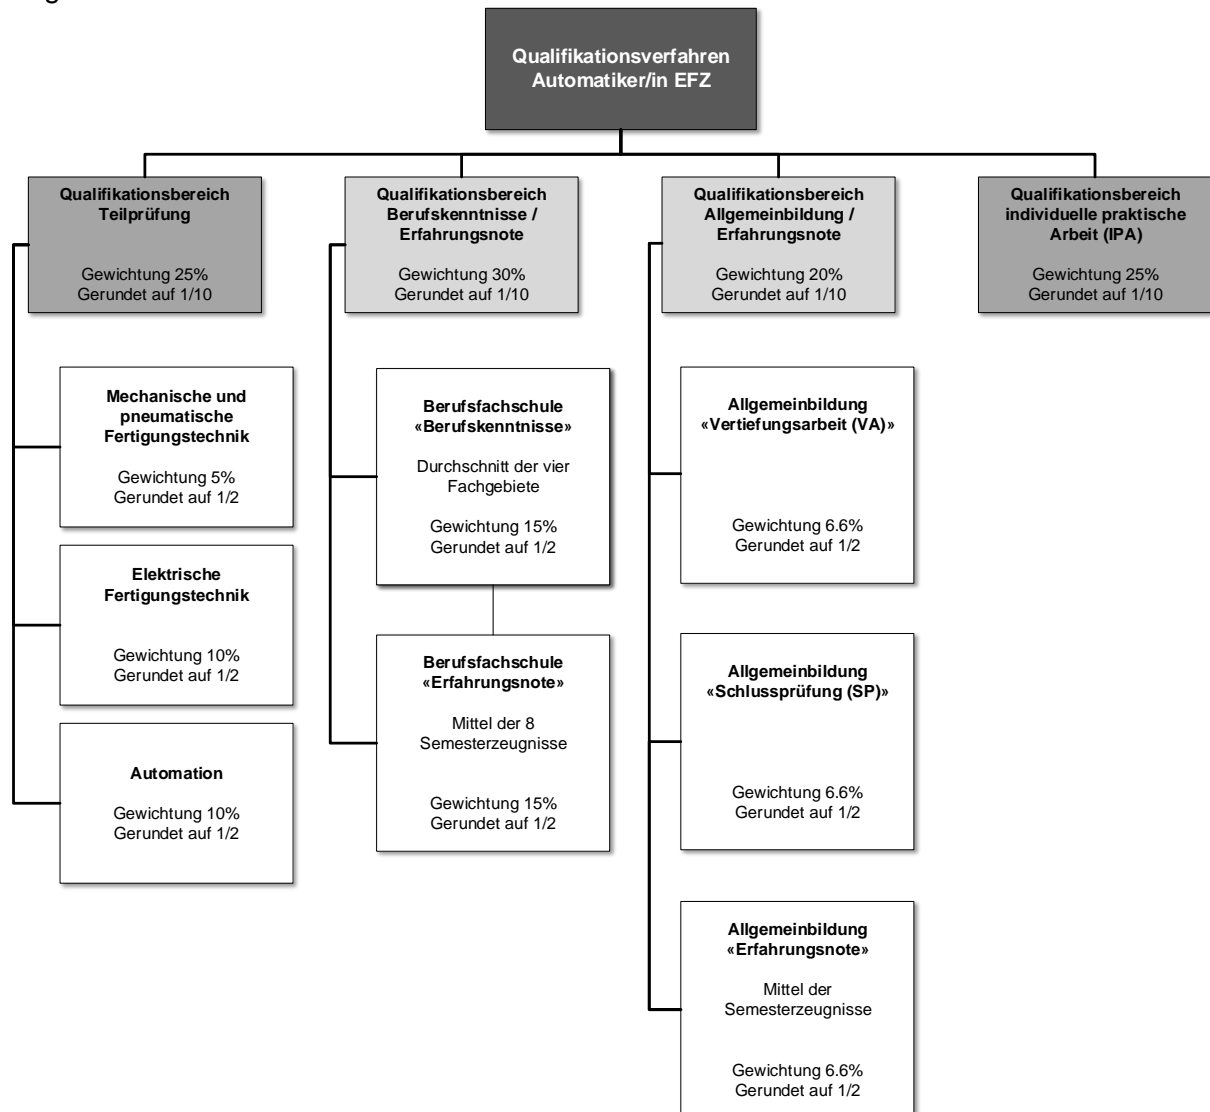 Qualifikationsverfahren
Automatiker/in EFZ
Qualifikationsbereich
Teilprüfung
Gewichtung 25%
Gerundet auf 1/10
Mechanische und
pneumatische
Fertigungstechnik
Gewichtung 5%
Gerundet auf 1/2
Elektrische
Fertigungstechnik
Gewichtung 10%
Gerundet auf 1/2
Automation
Gewichtung 10%
Gerundet auf 1/2
Qualifikationsbereich
Berufskenntnisse /
Erfahrungsnote
Gewichtung 30%
Gerundet auf 1/10
Berufsfachschule
«Berufskenntnisse»
Durchschnitt der vier
Fachgebiete
Gewichtung 15%
Gerundet auf 1/2
Berufsfachschule
«Erfahrungsnote»
Mittel der 8
Semesterzeugnisse
Gewichtung 15%
Gerundet auf 1/2
Qualifikationsbereich
Allgemeinbildung /
Erfahrungsnote
Gewichtung 20%
Gerundet auf 1/10
Allgemeinbildung
«Vertiefungsarbeit (VA)»
Gewichtung 6.6%
Gerundet auf 1/2
Allgemeinbildung
«Schlussprüfung (SP)»
Gewichtung 6.6%
Gerundet auf 1/2
Allgemeinbildung
«Erfahrungsnote»
Mittel der
Semesterzeugnisse
Gewichtung 6.6%
Gerundet auf 1/2
Qualifikationsbereich
individuelle praktische
Arbeit (IPA)
Gewichtung 25%
Gerundet auf 1/10